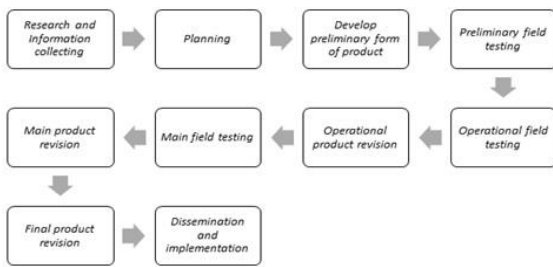 Research and
Information
collecting
Planning
Develop
preliminary form
of product
Preliminary field
testing
Operational field
testing
Operational
product revision
Main field testing
Main product
revision
Final product
revision
Dissemination
and
implementation